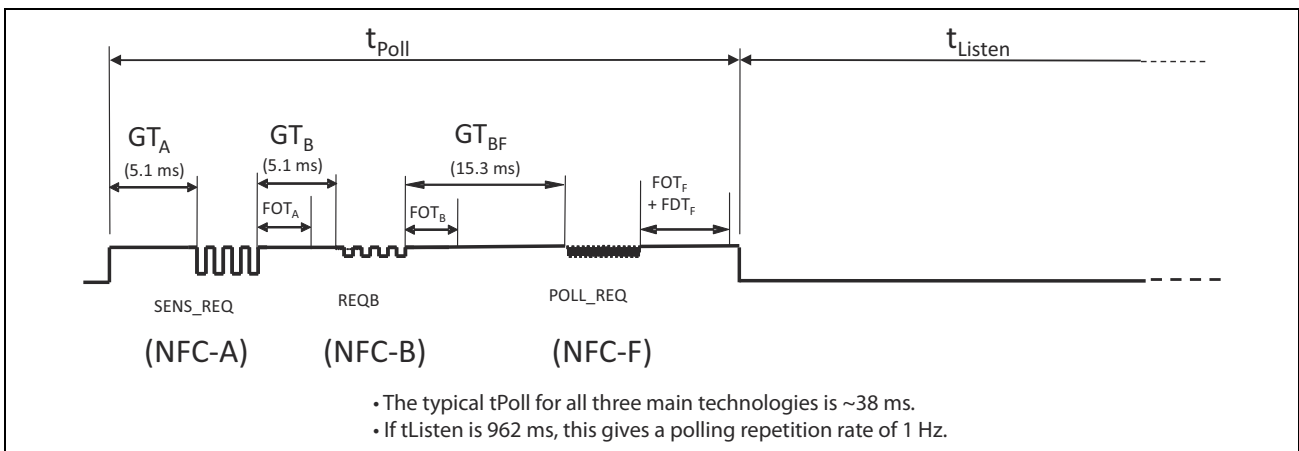 tPoll
tListen
GTA
(5.1 ms)
GTB
(5.1 ms)
GTBF
(15.3 ms)
FOTA
FOTB
FOTF
+ FDTF
SENS_REQ
REQB
POLL_REQ
(NFC-A)
(NFC-B)
(NFC-F)
• The typical tPoll for all three main technologies is ~38 ms.
• If tListen is 962 ms, this gives a polling repetition rate of 1 Hz.